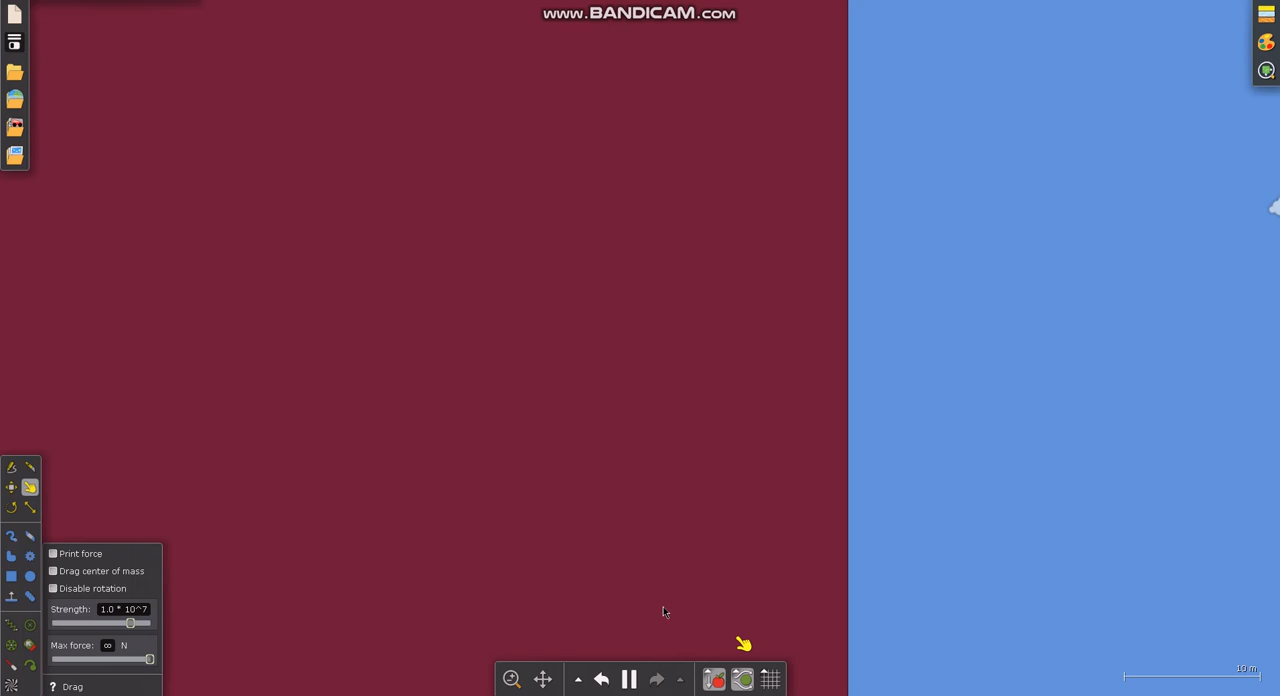 www.BANDICAM.com
Print force
Drag center of mass
Disable rotation
Strength: 1.0 * 10^7
Max force: ∞ N
? Drag
10 m